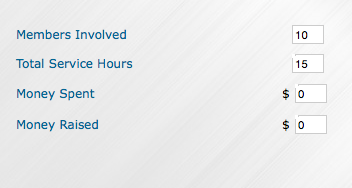 Members Involved 10
Total Service Hours 15
Money Spent $ 0
Money Raised $ 0